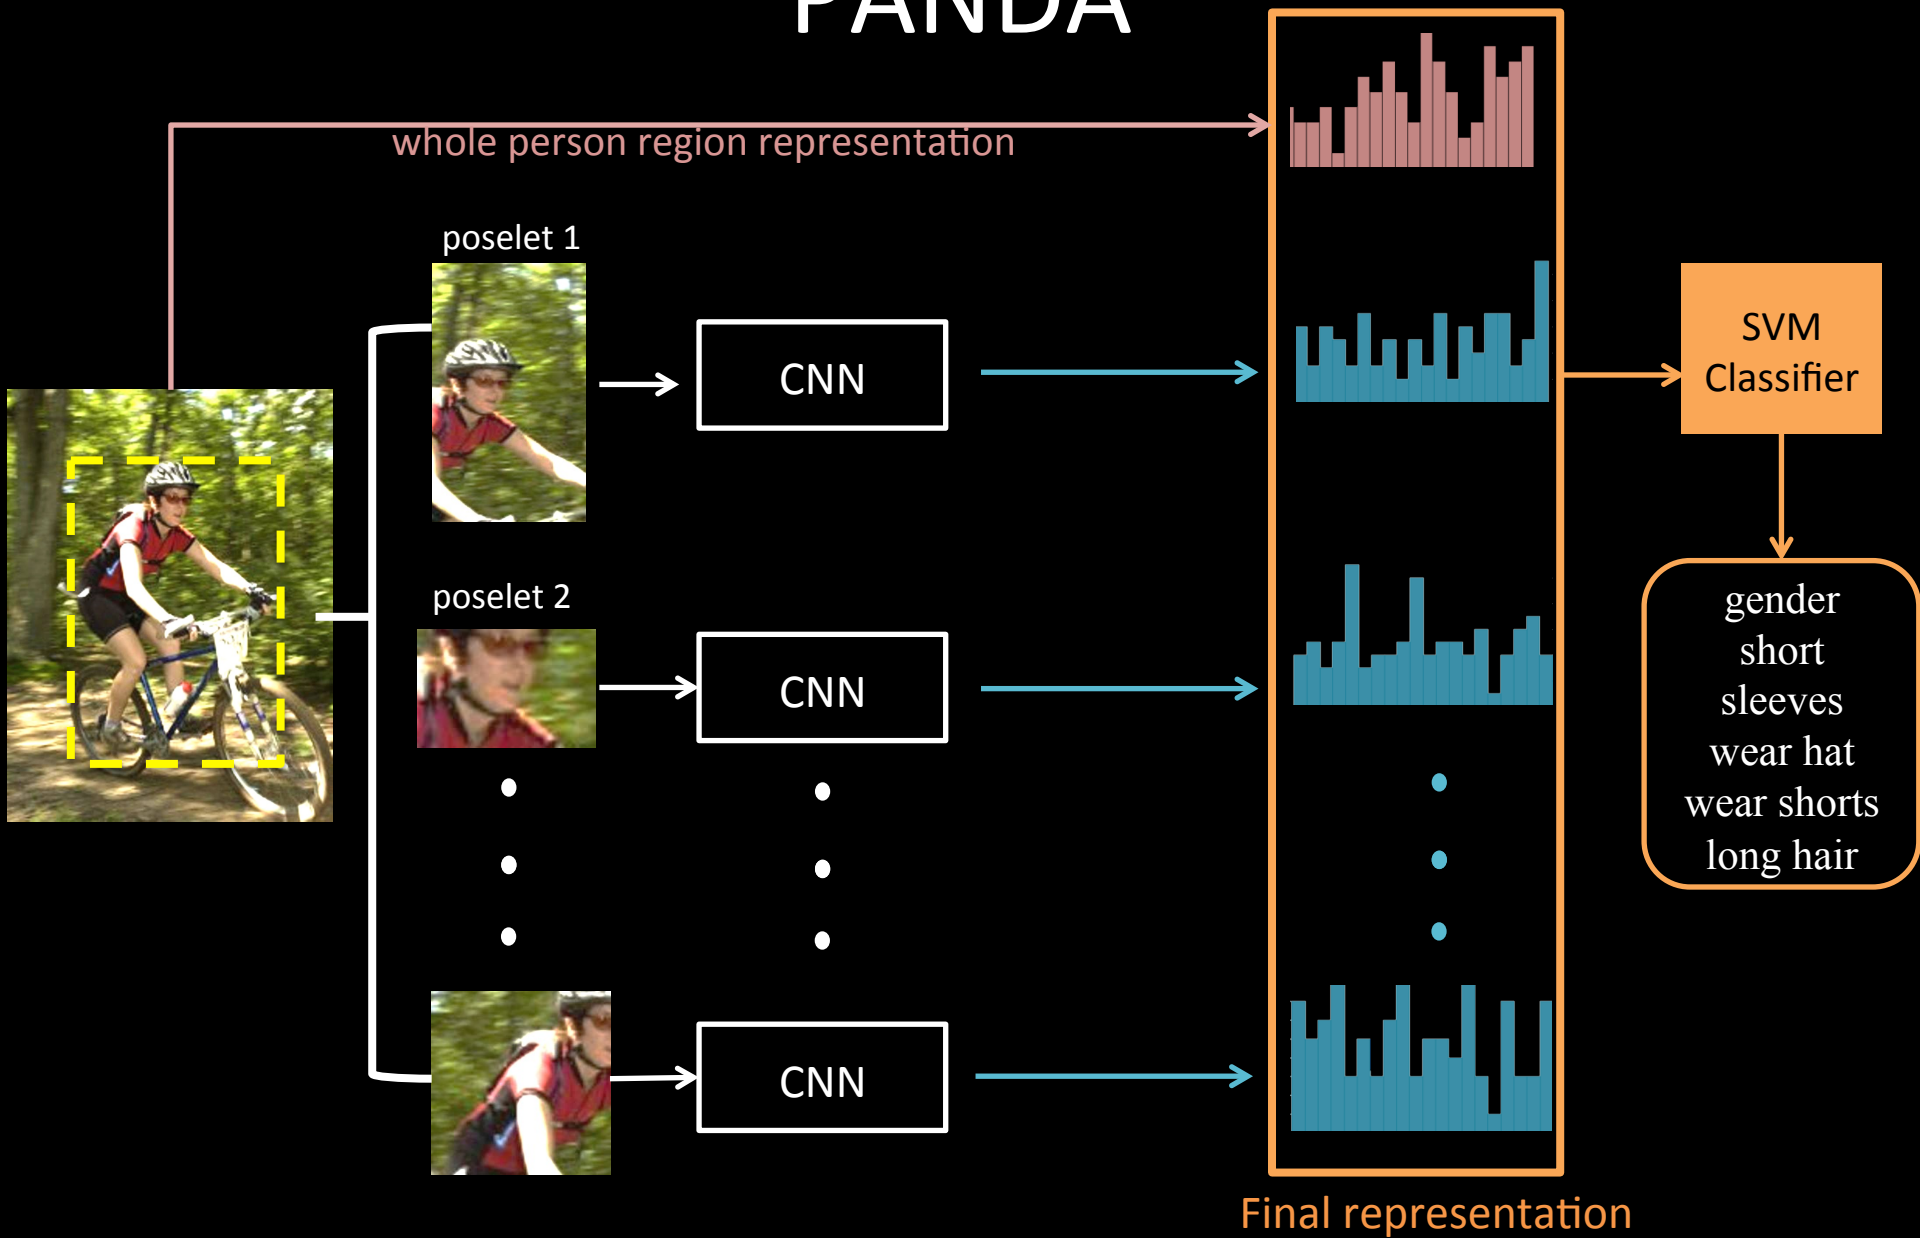 PANDA
whole person region representation
poselet 1
CNN
poselet 2
CNN
CNN
SVM
Classifier
gender
short
sleeves
wear hat
wear shorts
long hair
Final representation